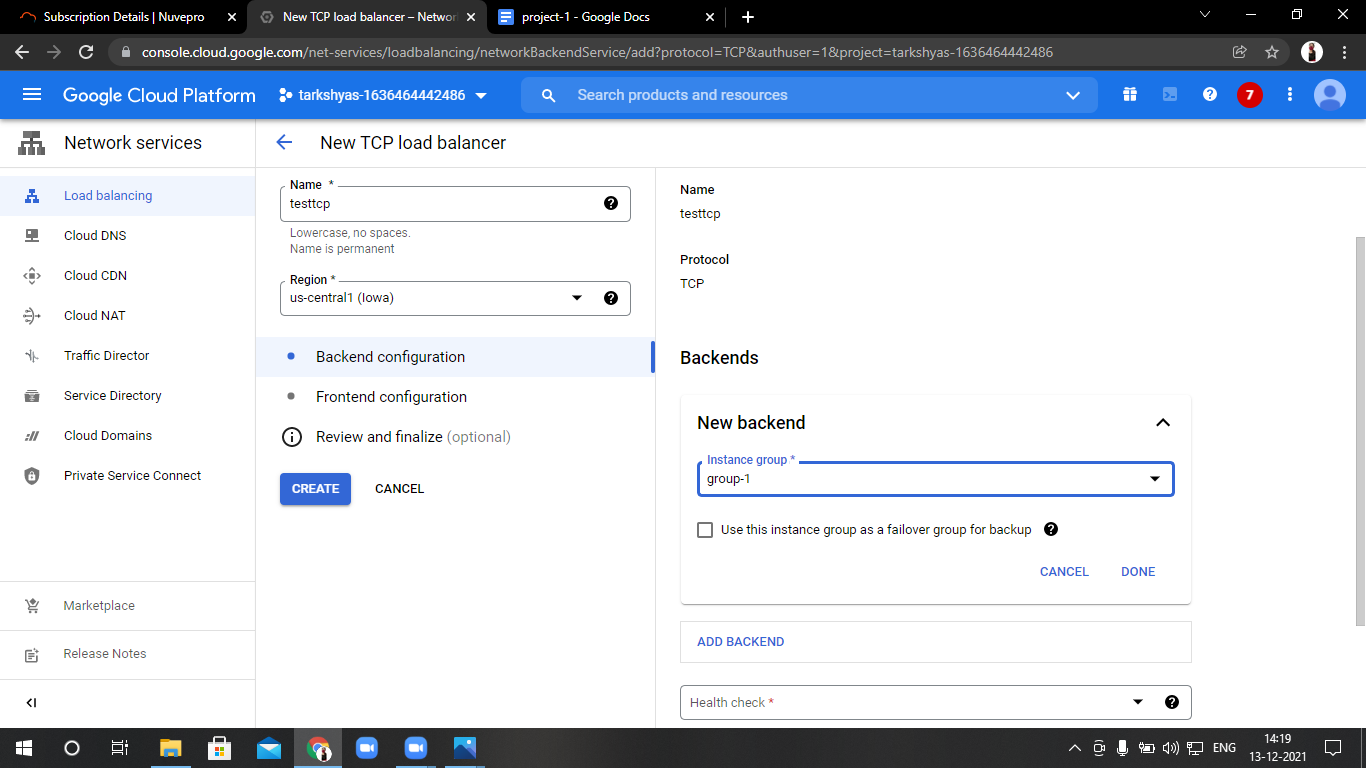 Subscription Details | Nuvepro
New TCP load balancer – Networ
project-1 - Google Docs
console.cloud.google.com/net-services/loadbalancing/networkBackendService/add?protocol=TCP&authuser=1&project=tarkshyas-1636464442486
Google Cloud Platform
tarkshyas-1636464442486
Search products and resources
7
Network services
New TCP load balancer
Load balancing
Cloud DNS
Cloud CDN
Cloud NAT
Traffic Director
Service Directory
Cloud Domains
Private Service Connect
Marketplace
Release Notes
Name *
testtcp
Lowercase, no spaces.
Name is permanent
Region *
us-central1 (Iowa)
Backend configuration
Frontend configuration
Review and finalize (optional)
CREATE CANCEL
Name
testtcp
Protocol
TCP
Backends
New backend
Instance group *
group-1
Use this instance group as a failover group for backup
CANCEL DONE
ADD BACKEND
Health check *
ENG
14:19
13-12-2021